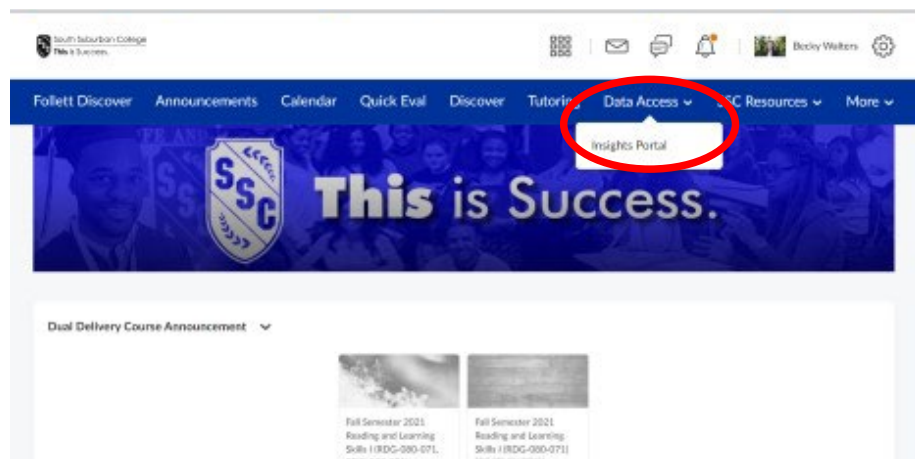 South Suburban College
This is Success.
Becky Walters
Follett Discover Announcements Calendar Quick Eval Discover Tutoring Data Access SSC Resources More
Insights Portal
SSC
This is Success.
Dual Delivery Course Announcement
Fall Semester 2021
Reading and Learning
Skills I (RDG-080-071,
Fall Semester 2021
Reading and Learning
Skills I (RDG-080-071)